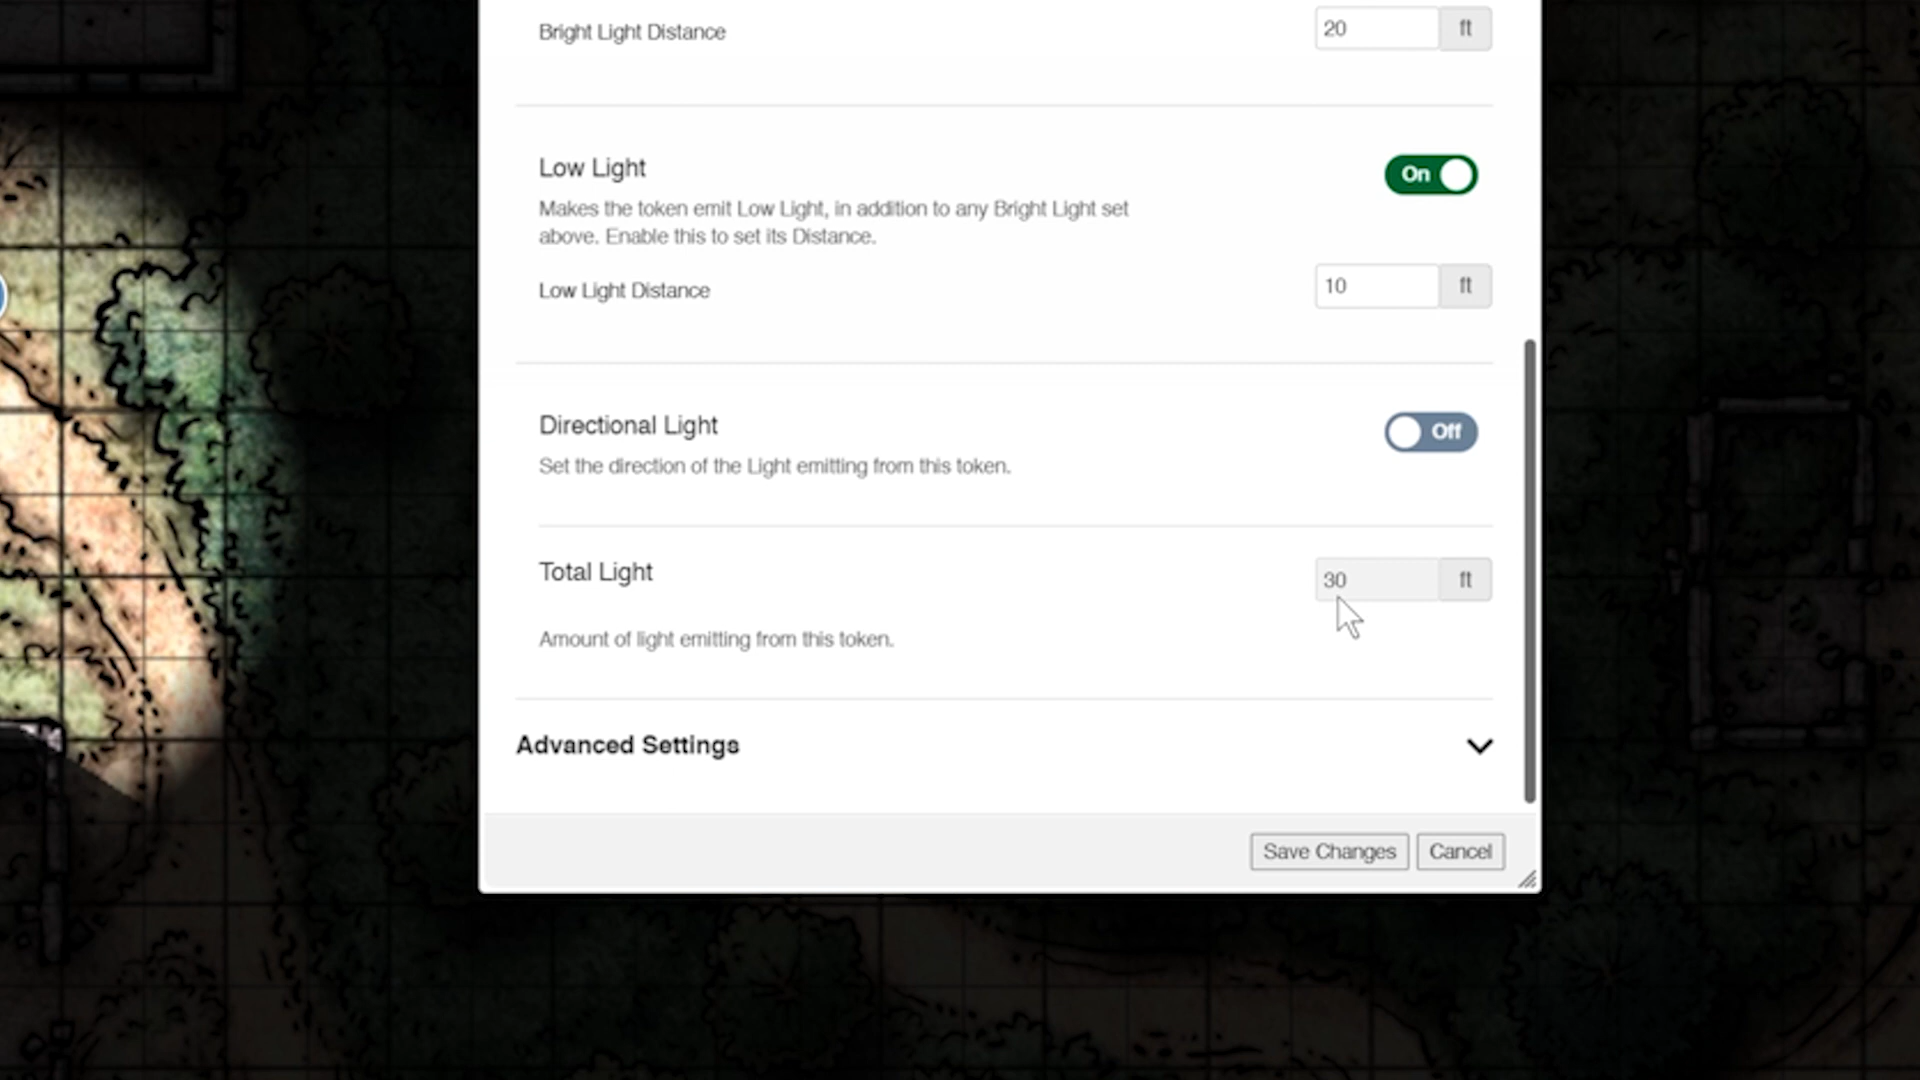 Bright Light Distance 20 ft
Low Light On
Makes the token emit Low Light, in addition to any Bright Light set
above. Enable this to set its Distance.
Low Light Distance 10 ft
Directional Light Off
Set the direction of the Light emitting from this token.
Total Light 30 ft
Amount of light emitting from this token.
Advanced Settings
Save Changes Cancel